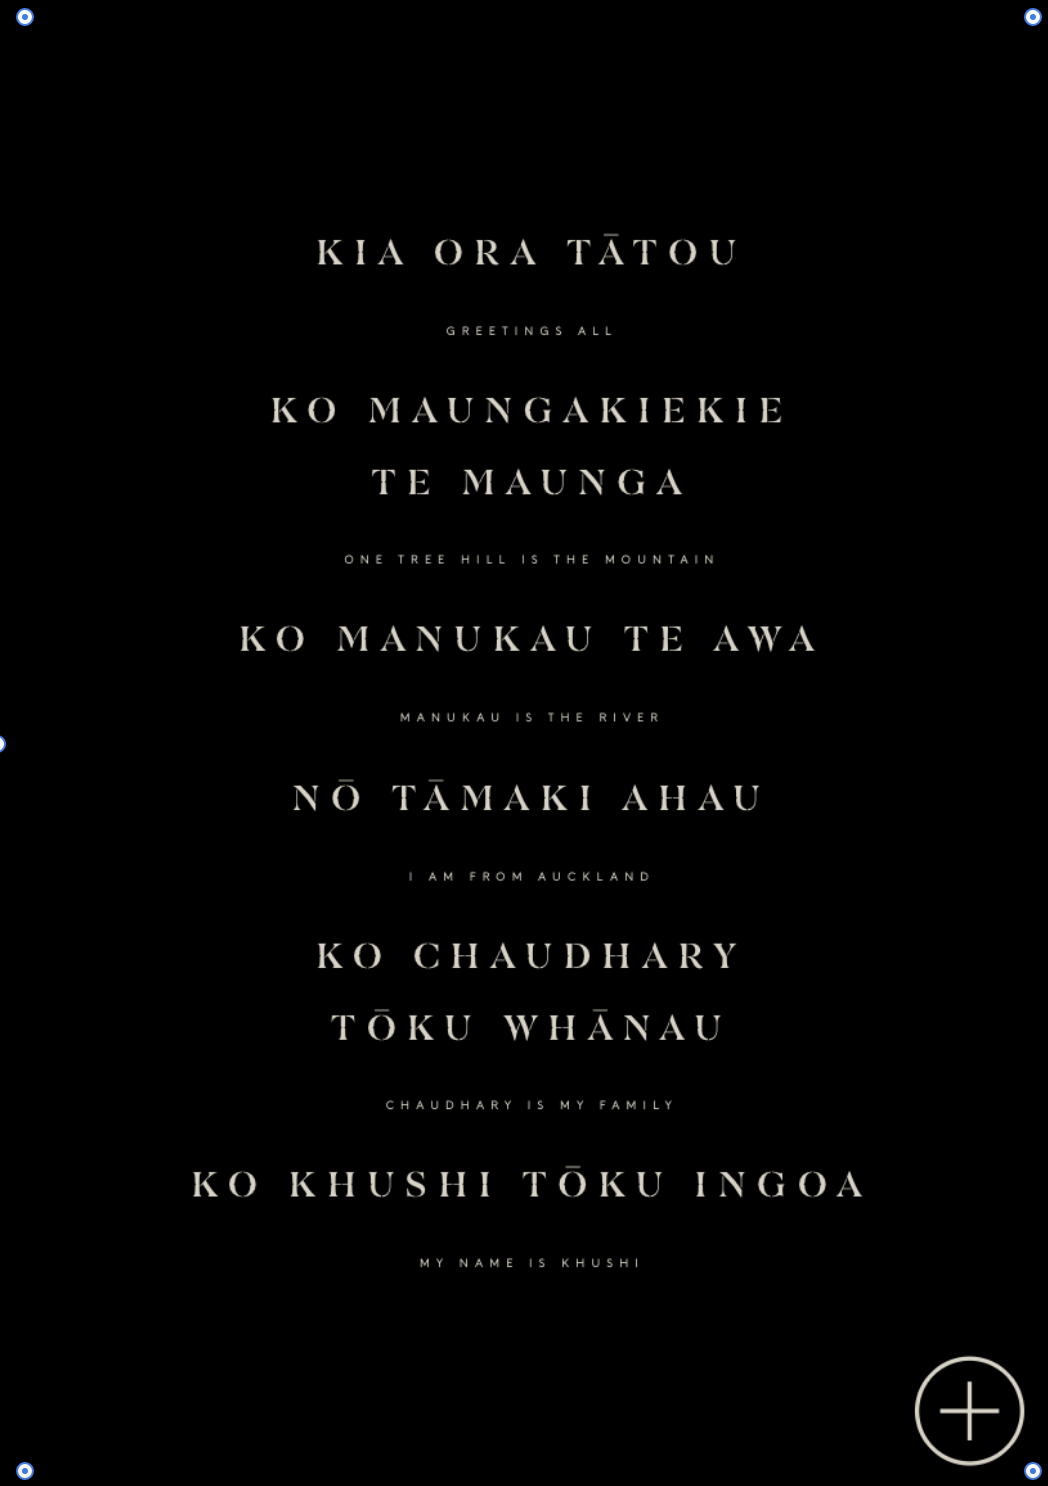 KIA ORA TĀTOU
GREETINGS ALL
KO MAUNGAKIEKIE
TE MAUNGA
ONE TREE HILL IS THE MOUNTAIN
KO MANUKAU TE AWA
MANUKAU IS THE RIVER
NŌ TĀMAKI AHAU
I AM FROM AUCKLAND
KO CHAUDHARY
TŌKU WHĀNAU
CHAUDHARY IS MY FAMILY
KO KHUSHI TŌKU INGOA
MY NAME IS KHUSHI